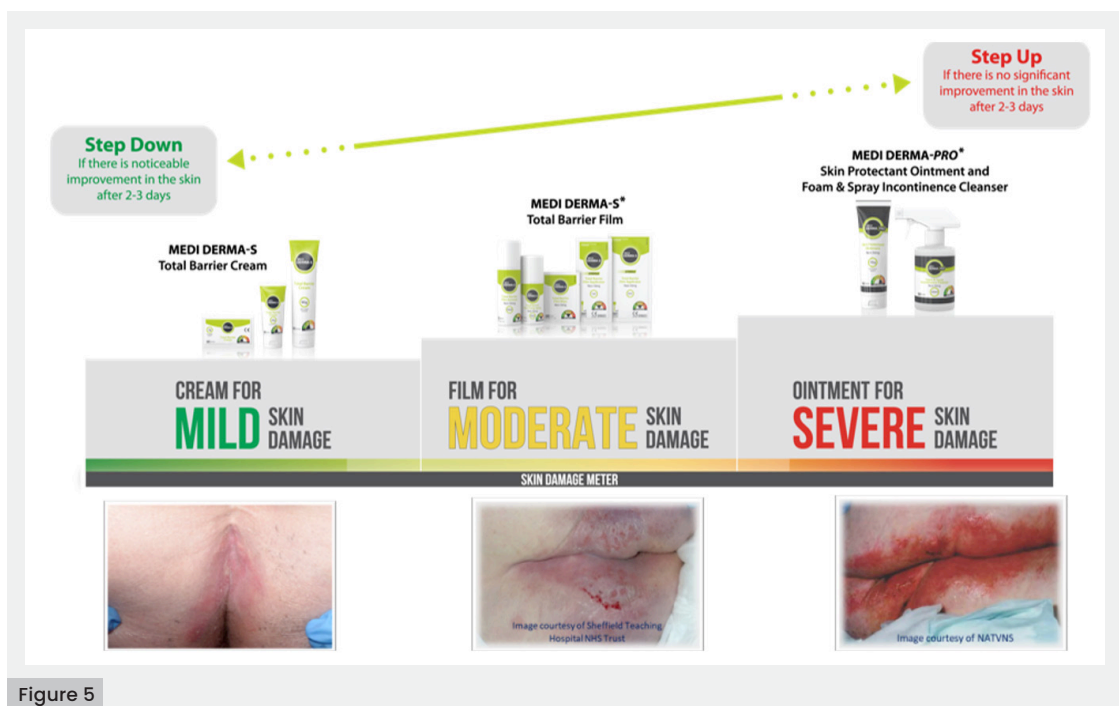 Step Up
If there is no significant
improvement in the skin
after 2-3 days
Step Down
If there is noticeable
improvement in the skin
after 2-3 days
MEDI DERMA-PRO*
Skin Protectant Ointment and
Foam & Spray Incontinence Cleanser
MEDI DERMA-S*
Total Barrier Film
MEDI DERMA-S
Total Barrier Cream
CREAM FOR
MILD SKIN DAMAGE
FILM FOR
MODERATE SKIN DAMAGE
OINTMENT FOR
SEVERE SKIN DAMAGE
SKIN DAMAGE METER
Image courtesy of Sheffield Teaching
Hospital NHS Trust
Image courtesy of NATVNS
Figure 5